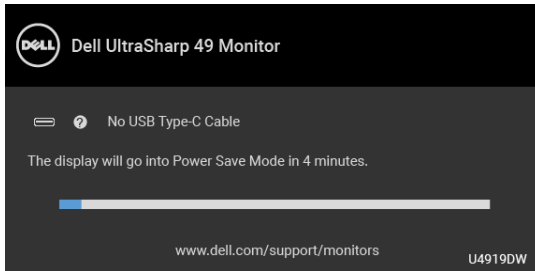 DELL Dell UltraSharp 49 Monitor
? No USB Type-C Cable
The display will go into Power Save Mode in 4 minutes.
www.dell.com/support/monitors
U4919DW